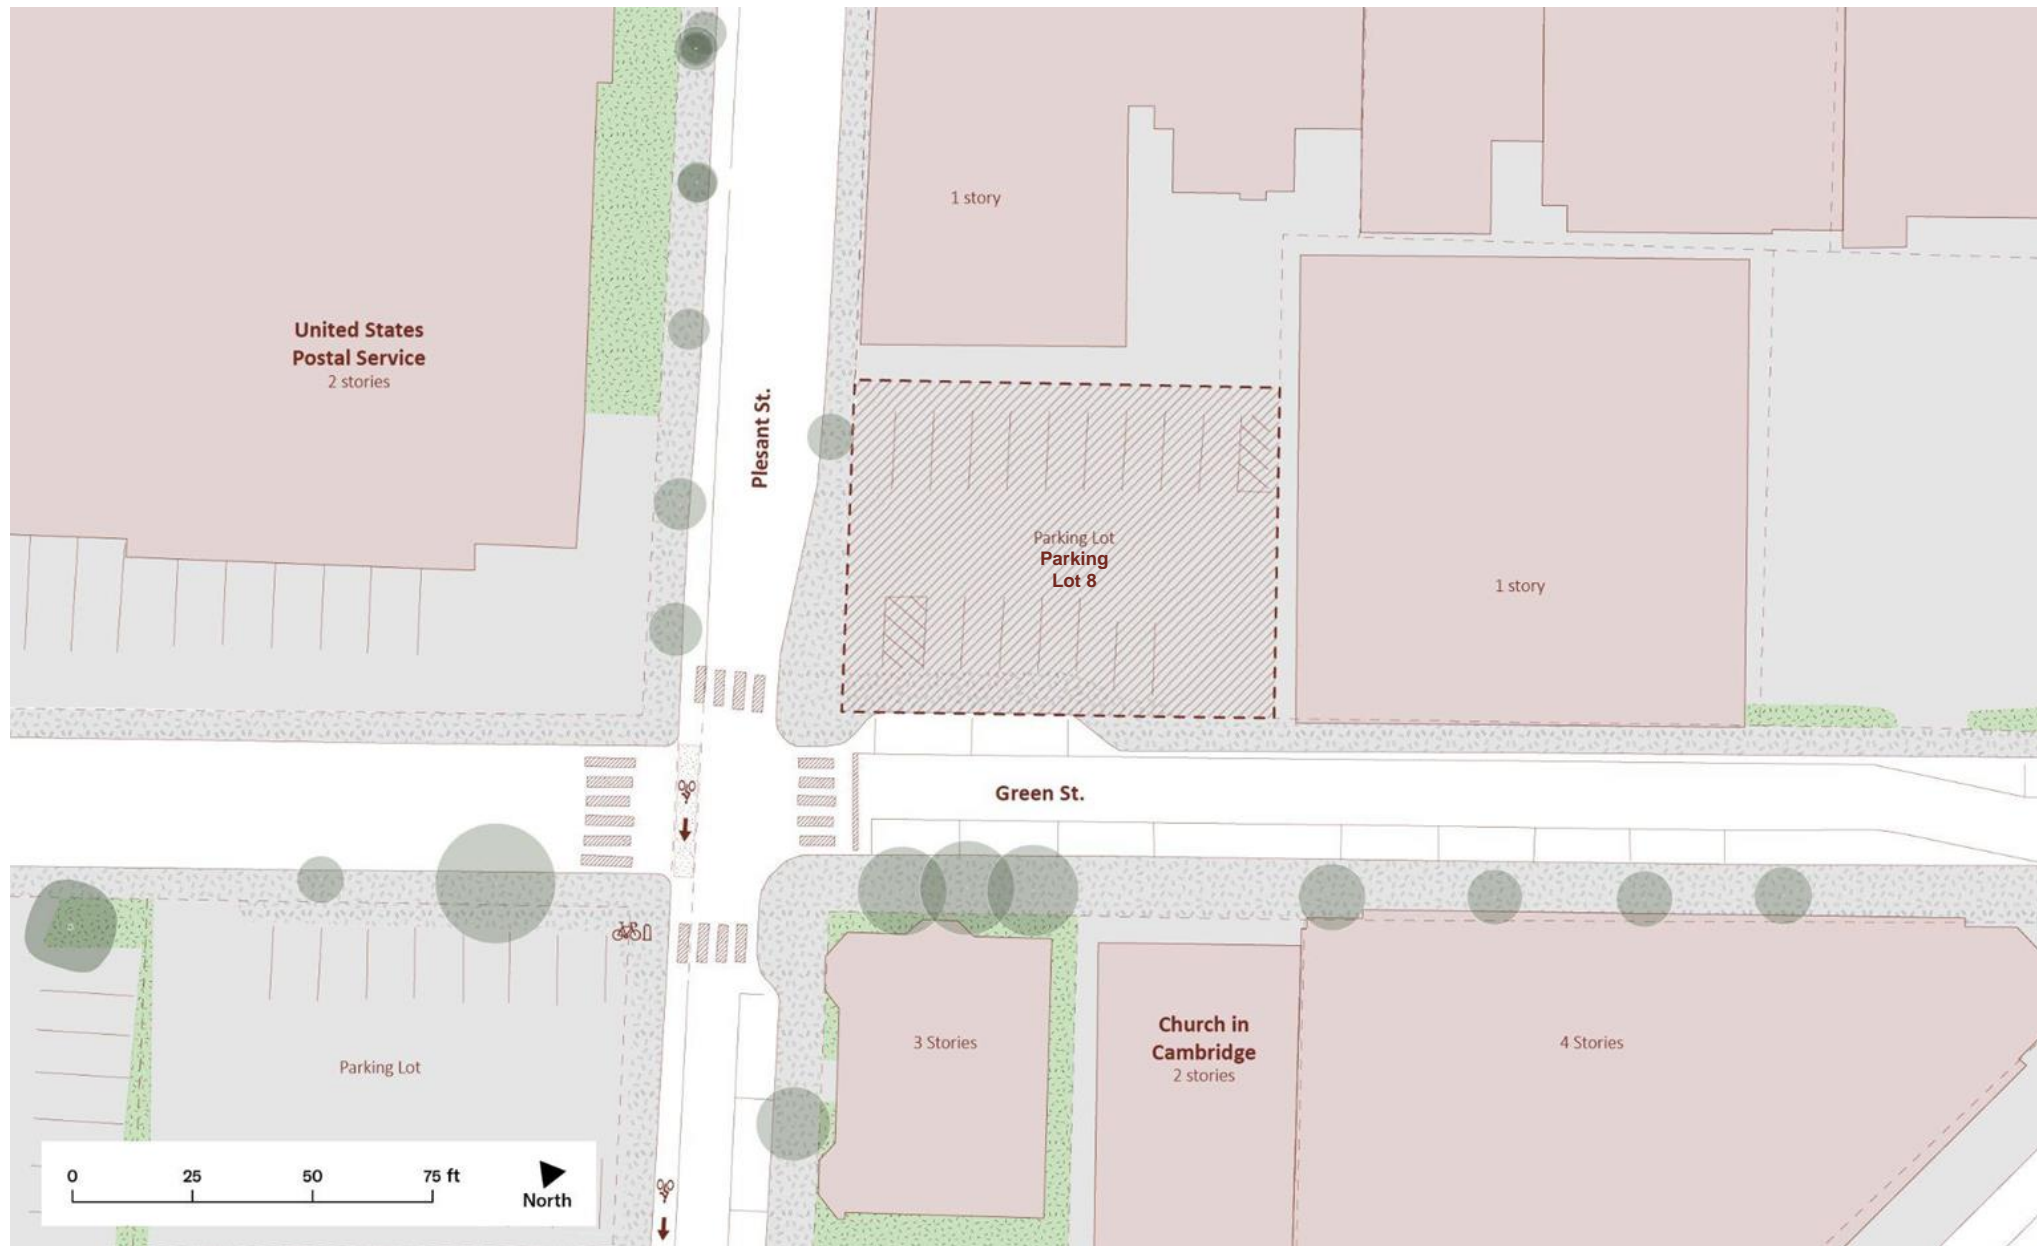 1 story
United States
Postal Service
2 stories
Plesant St.
Parking Lot
Parking
Lot 8
1 story
Green St.
Church in
Cambridge
2 stories
3 Stories
4 Stories
Parking Lot
0 25 50 75 ft
North